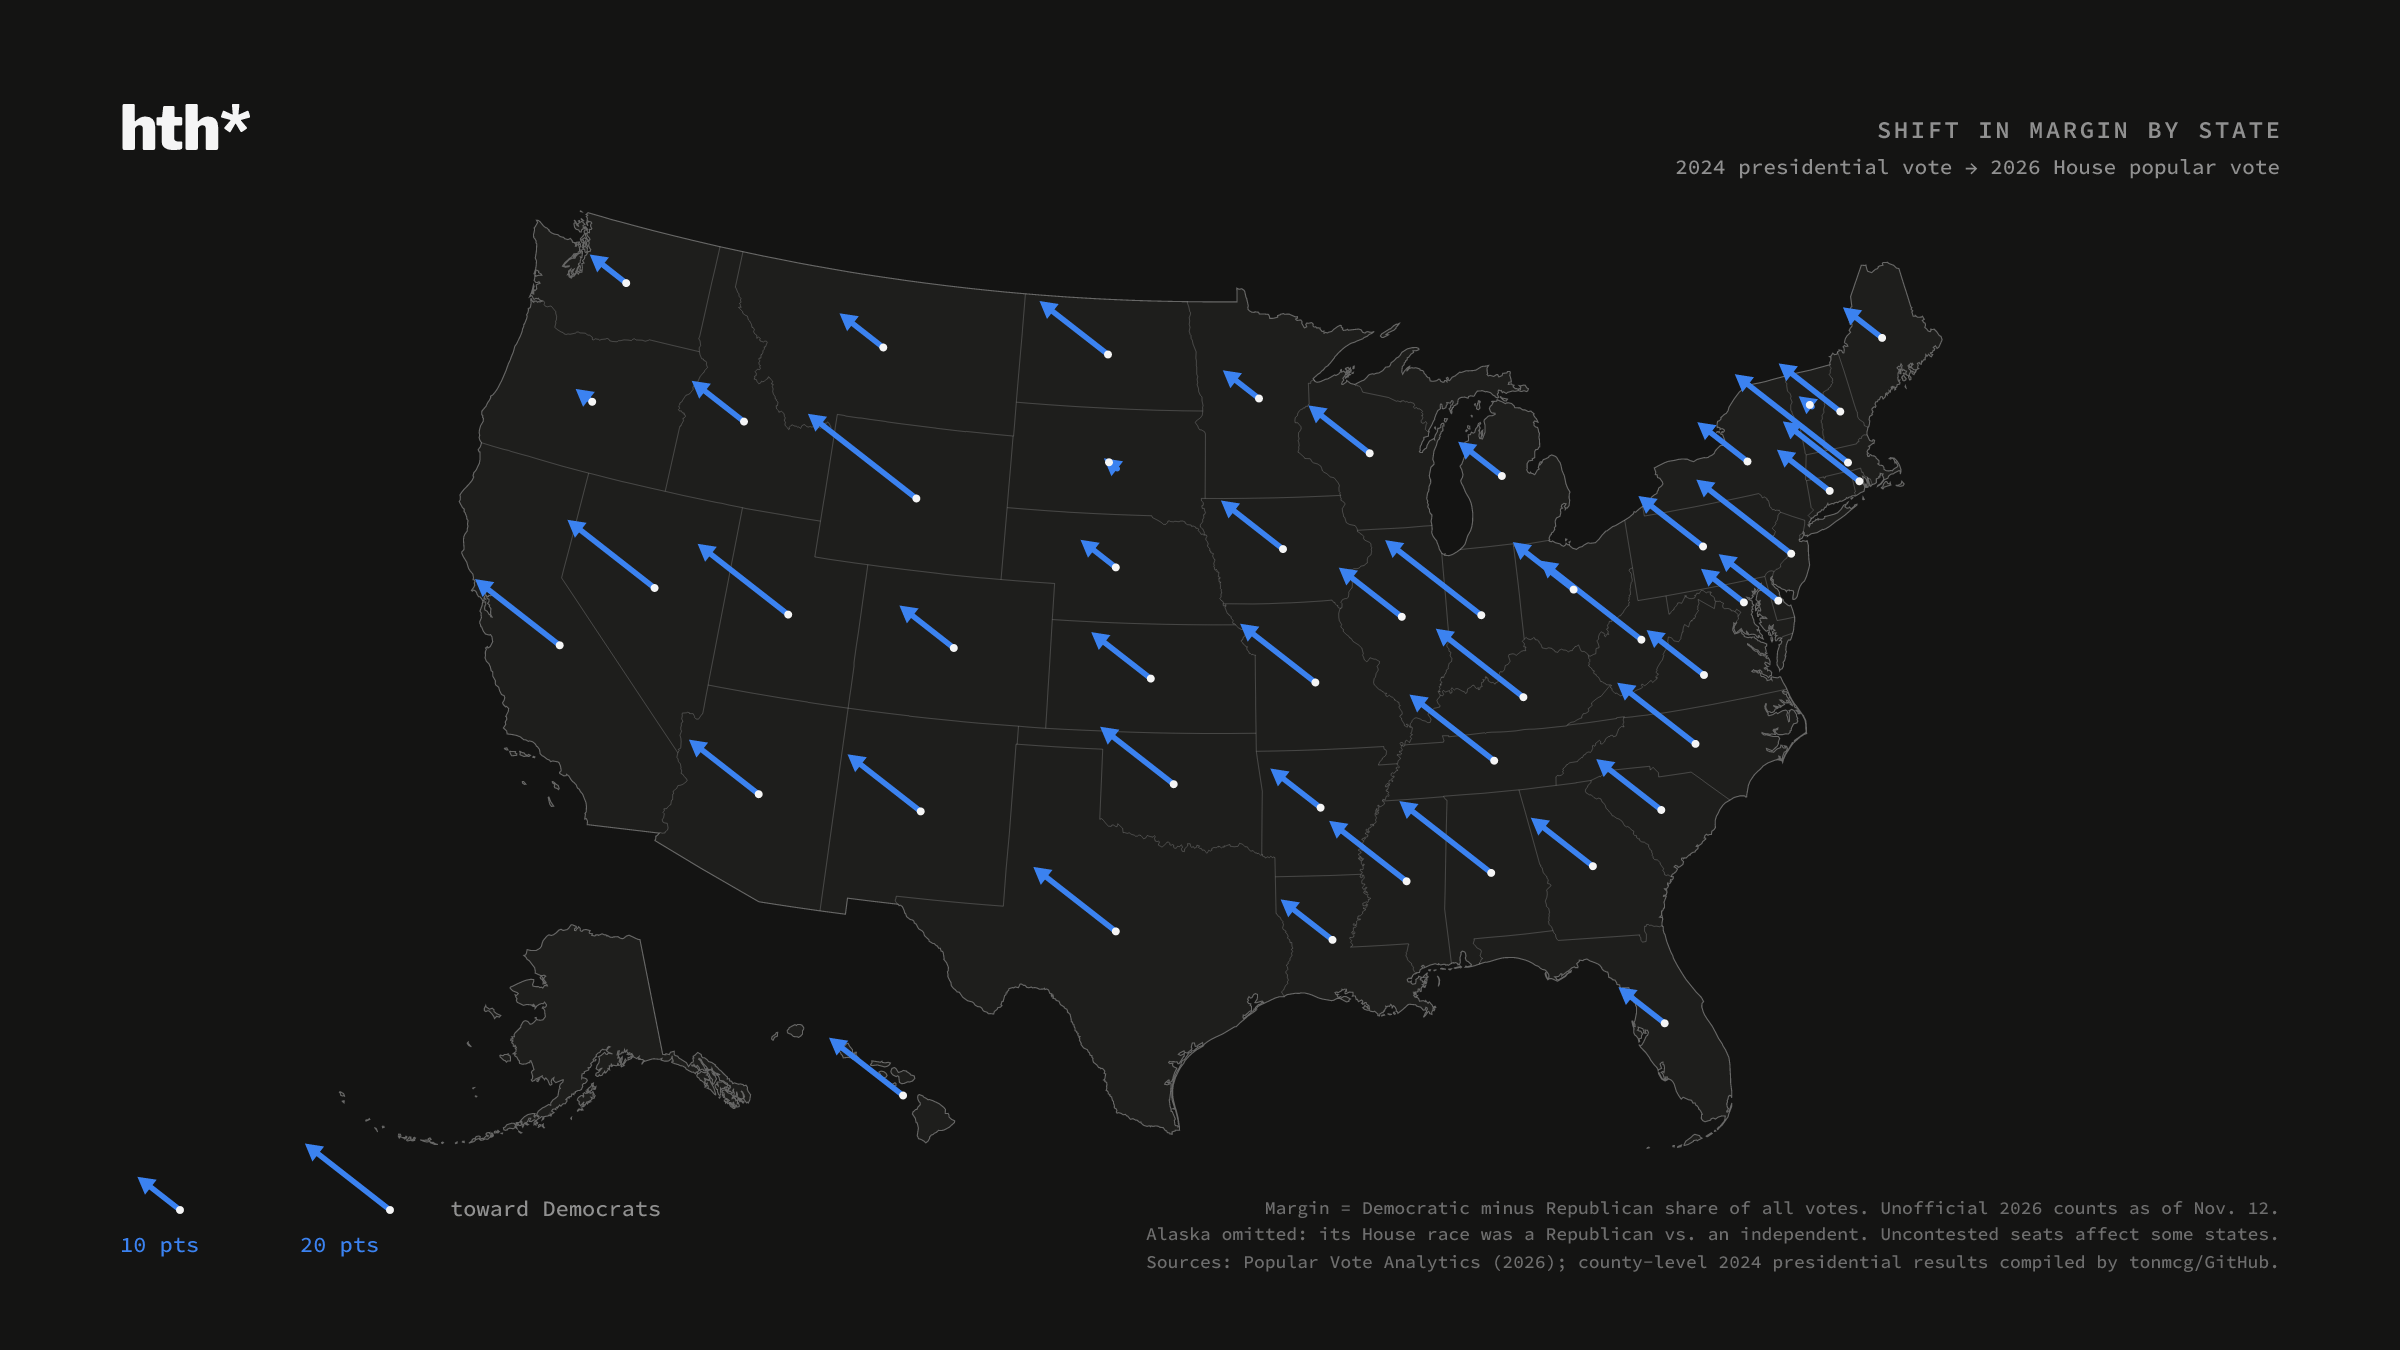 hth*
SHIFT IN MARGIN BY STATE
2024 presidential vote → 2026 House popular vote
10 pts
20 pts
toward Democrats
Margin = Democratic minus Republican share of all votes. Unofficial 2026 counts as of Nov. 12.
Alaska omitted: its House race was a Republican vs. an independent. Uncontested seats affect some states.
Sources: Popular Vote Analytics (2026); county-level 2024 presidential results compiled by tonmcg/GitHub.